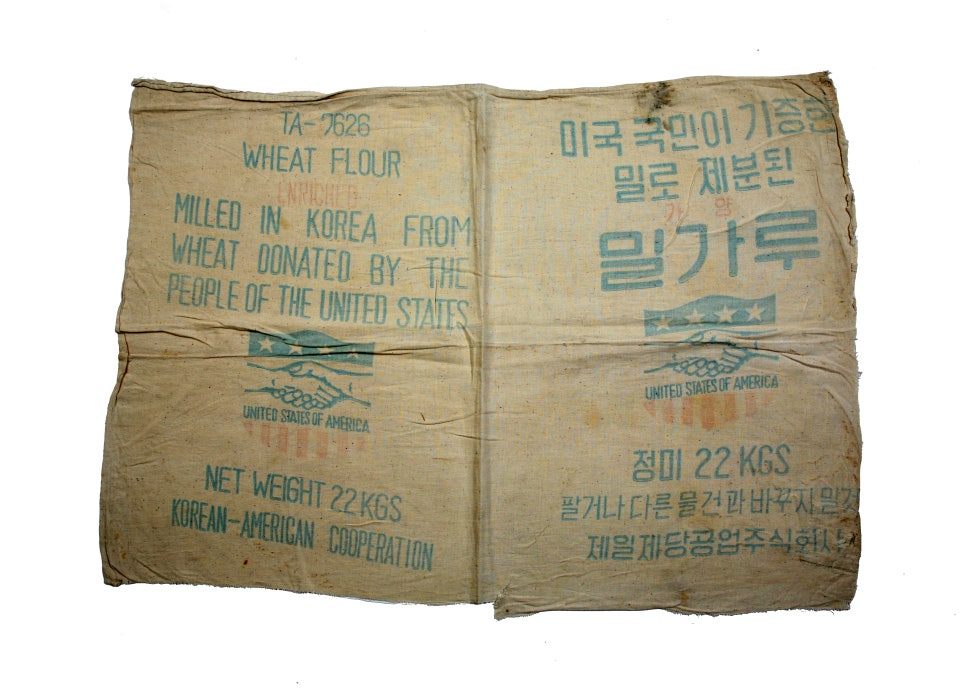 TA-2626
WHEAT FLOUR
ENRICHED
MILLED IN KOREA FROM
WHEAT DONATED BY THE
PEOPLE OF THE UNITED STATES
UNITED STATES OF AMERICA
NET WEIGHT 22 KGS
KOREAN-AMERICAN COOPERATION
미국 국민이 기증한
밀로 제분된
강
밀가루
UNITED STATES OF AMERICA
정미 22 KGS
팔거나 다른 물건과 바꾸지 말것
제일제당공업주식회사